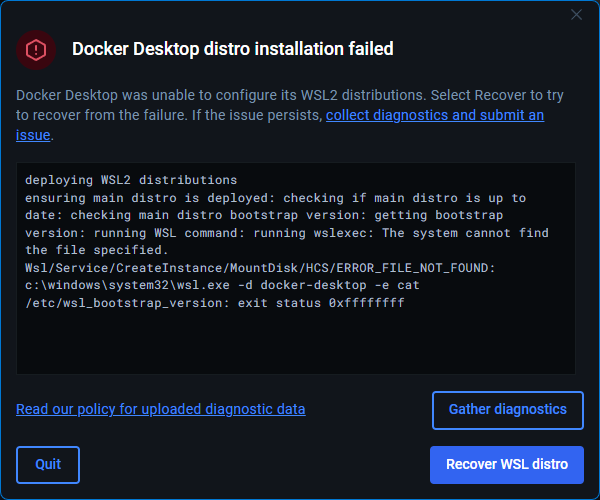 Docker Desktop distro installation failed
Docker Desktop was unable to configure its WSL2 distributions. Select Recover to try
to recover from the failure. If the issue persists, collect diagnostics and submit an
issue.
deploying WSL2 distributions
ensuring main distro is deployed: checking if main distro is up to
date: checking main distro bootstrap version: getting bootstrap
version: running WSL command: running wslexec: The system cannot find
the file specified.
Wsl/Service/CreateInstance/MountDisk/HCS/ERROR_FILE_NOT_FOUND:
c:\windows\system32\wsl.exe -d docker-desktop -e cat
/etc/wsl_bootstrap_version: exit status 0xffffffff
Read our policy for uploaded diagnostic data
Gather diagnostics
Quit
Recover WSL distro